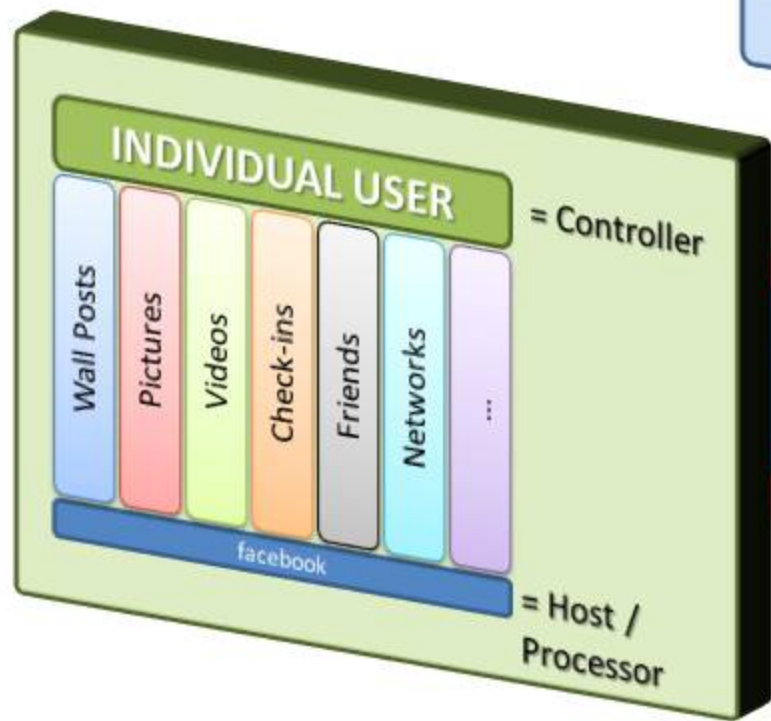 INDIVIDUAL USER
= Controller
Wall Posts
Pictures
Videos
Check-ins
Friends
Networks
...
facebook
= Host /
Processor